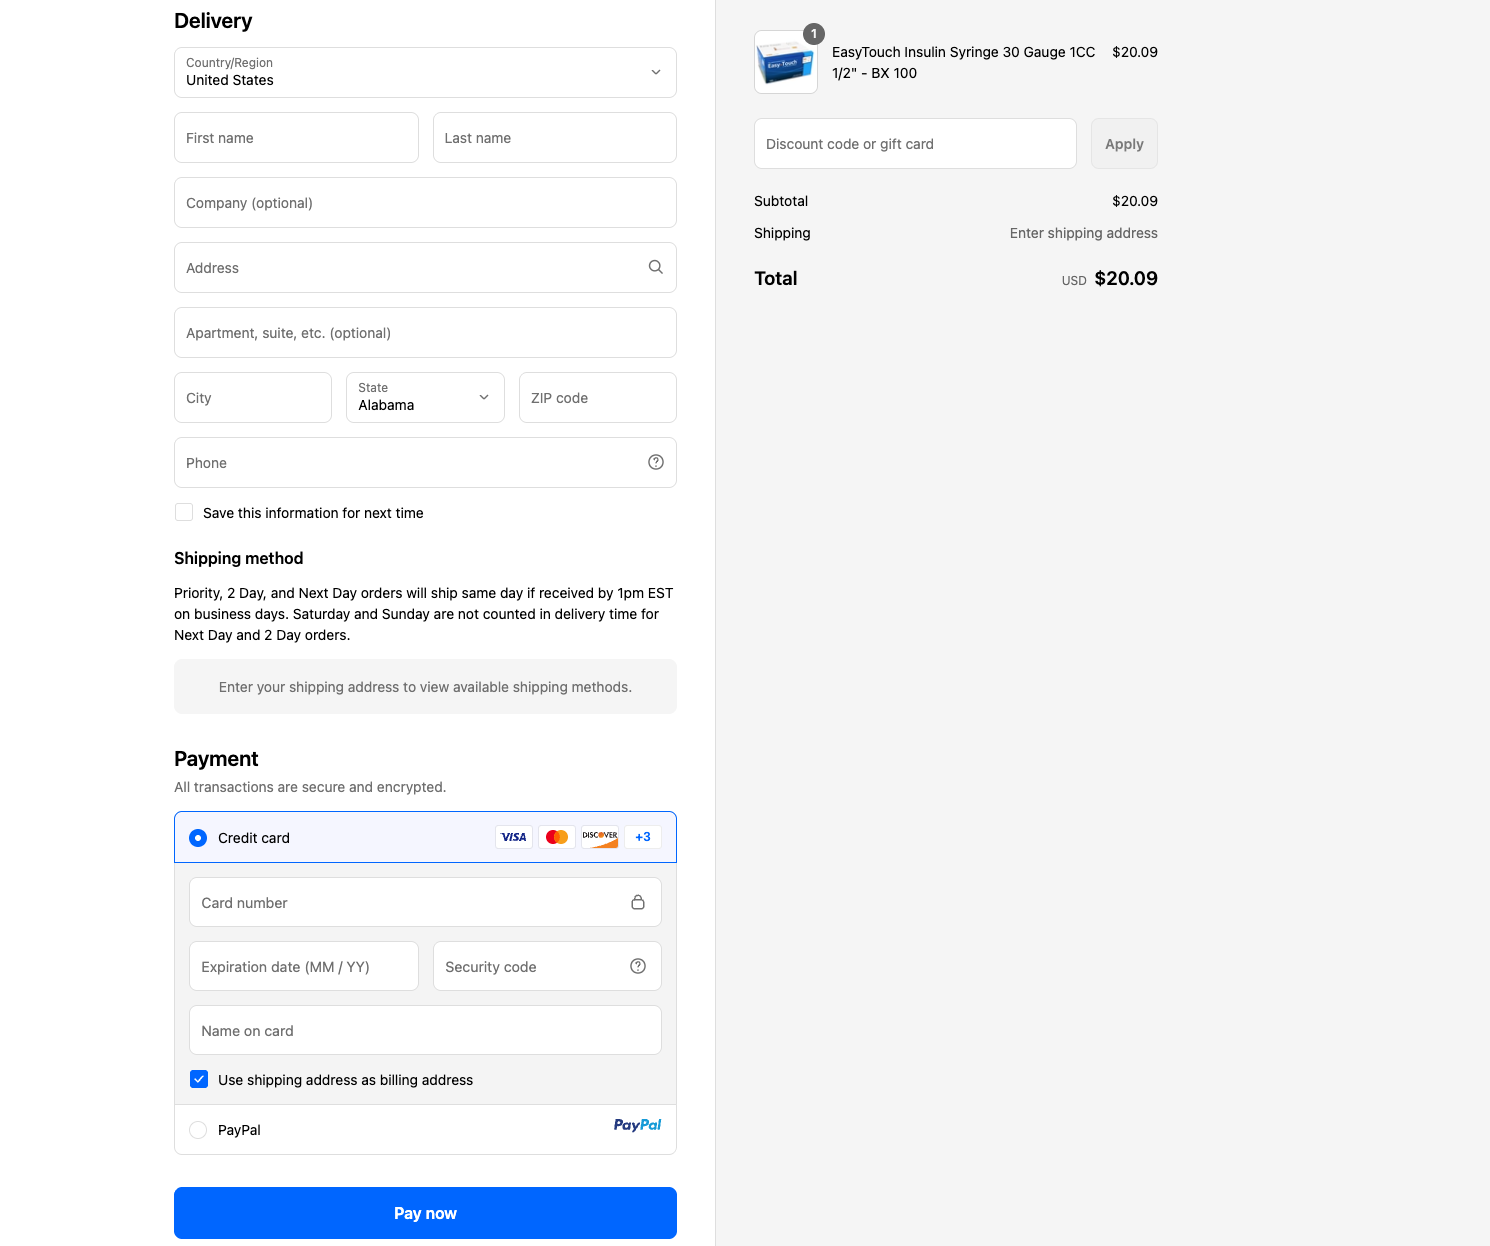 Delivery
Country/Region
United States
First name
Last name
Company (optional)
Address
Apartment, suite, etc. (optional)
City
State
Alabama
ZIP code
Phone
Save this information for next time
Shipping method
Priority, 2 Day, and Next Day orders will ship same day if received by 1pm EST
on business days. Saturday and Sunday are not counted in delivery time for
Next Day and 2 Day orders.
Enter your shipping address to view available shipping methods.
Payment
All transactions are secure and encrypted.
Credit card
VISA
DISCOVER
+3
Card number
Expiration date (MM / YY)
Security code
Name on card
Use shipping address as billing address
PayPal
PayPal
Pay now
1
Easy Touch
EasyTouch Insulin Syringe 30 Gauge 1CC
1/2" - BX 100
$20.09
Discount code or gift card
Apply
Subtotal
$20.09
Shipping
Enter shipping address
Total
USD $20.09